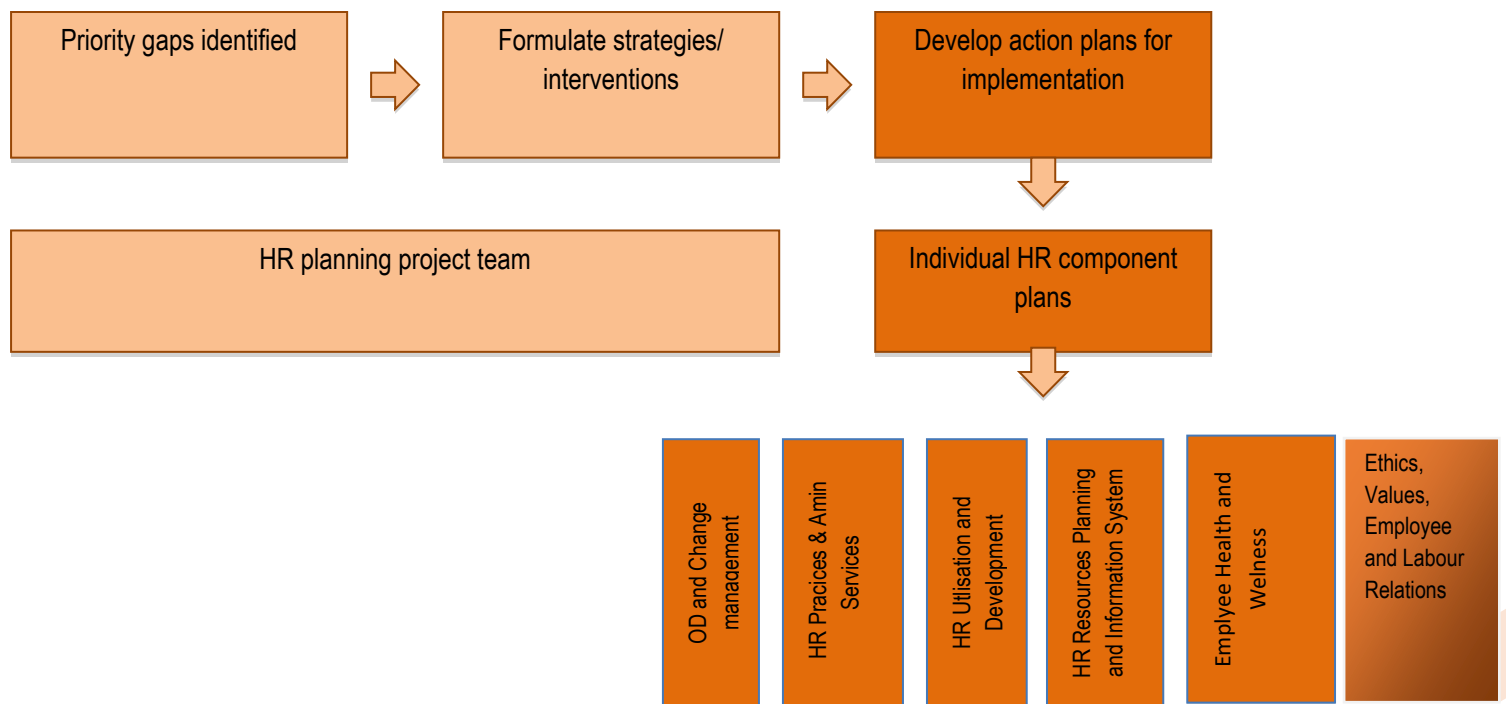 Priority gaps identified
Formulate strategies/
interventions
Develop action plans for
implementation
HR planning project team
Individual HR component
plans
OD and Change
management
HR Pracices & Amin
Services
HR Utlisation and
Development
HR Resources Planning
and Information System
Emplyee Health and
Welness
Ethics,
Values,
Employee
and Labour
Relations